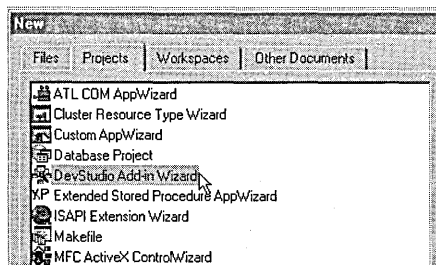 New
Files Projects Workspaces Other Documents
ATL COM AppWizard
Cluster Resource Type Wizard
Custom AppWizard
Database Project
DevStudio Add-in Wizard
XP Extended Stored Procedure AppWizard
ISAPI Extension Wizard
Makefile
MFC ActiveX ControlWizard